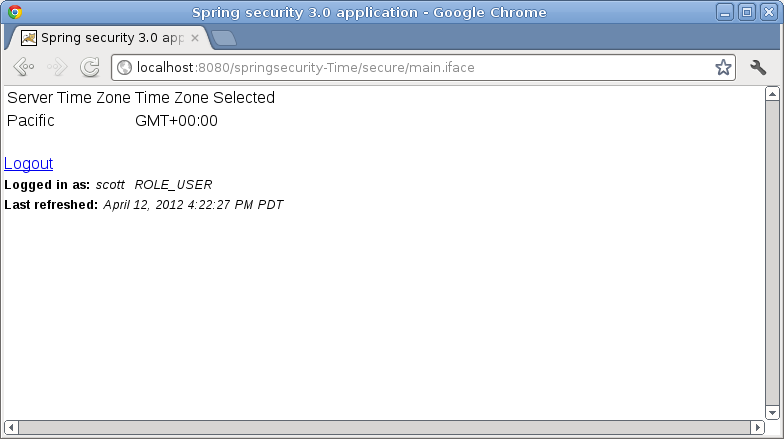 Spring security 3.0 application - Google Chrome
Spring security 3.0 app
localhost:8080/springsecurity-Time/secure/main.iface
Server Time Zone Time Zone Selected
Pacific GMT+00:00
Logout
Logged in as: scott ROLE_USER
Last refreshed: April 12, 2012 4:22:27 PM PDT